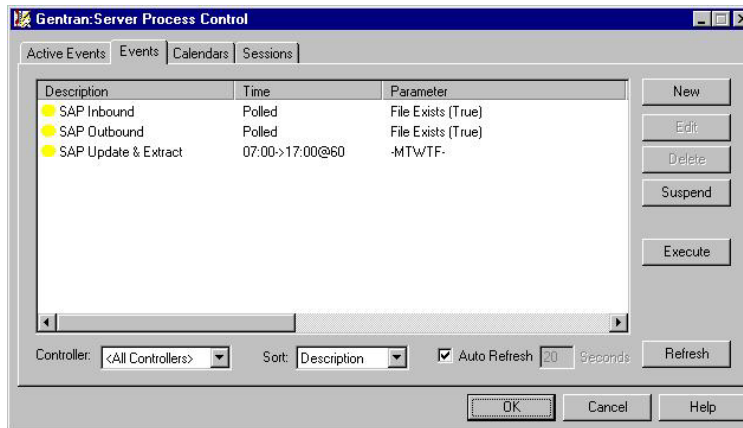 Gentran:Server Process Control
Active Events Events Calendars Sessions
Description Time Parameter
SAP Inbound Polled File Exists (True)
SAP Outbound Polled File Exists (True)
SAP Update & Extract 07:00->17:00@60 -MTWTF-
New
Edit
Delete
Suspend
Execute
Controller: <All Controllers> Sort: Description Auto Refresh 20 Seconds Refresh
OK Cancel Help